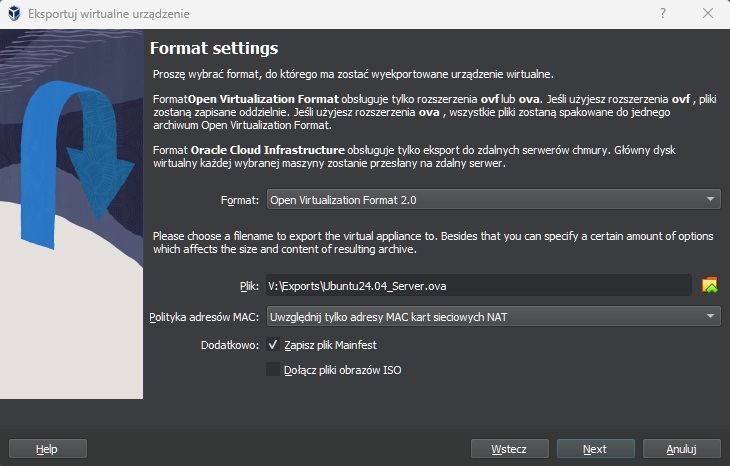 Eksportuj wirtualne urządzenie
Format settings
Proszę wybrać format, do którego ma zostać wyeksportowane urządzenie wirtualne.
FormatOpen Virtualization Format obsługuje tylko rozszerzenia ovf lub ova. Jeśli użyjesz rozszerzenia ovf , pliki
zostaną zapisane oddzielnie. Jeśli użyjesz rozszerzenia ova , wszystkie pliki zostaną spakowane do jednego
archiwum Open Virtualization Format.
Format Oracle Cloud Infrastructure obsługuje tylko eksport do zdalnych serwerów chmury. Główny dysk
wirtualny każdej wybranej maszyny zostanie przesłany na zdalny serwer.
Format: Open Virtualization Format 2.0
Please choose a filename to export the virtual appliance to. Besides that you can specify a certain amount of options
which affects the size and content of resulting archive.
Plik: V:\Exports\Ubuntu24.04_Server.ova
Polityka adresów MAC: Uwzględnij tylko adresy MAC kart sieciowych NAT
Dodatkowo: Zapisz plik Mainfest
Dołącz pliki obrazów ISO
Help Wstecz Next Anuluj